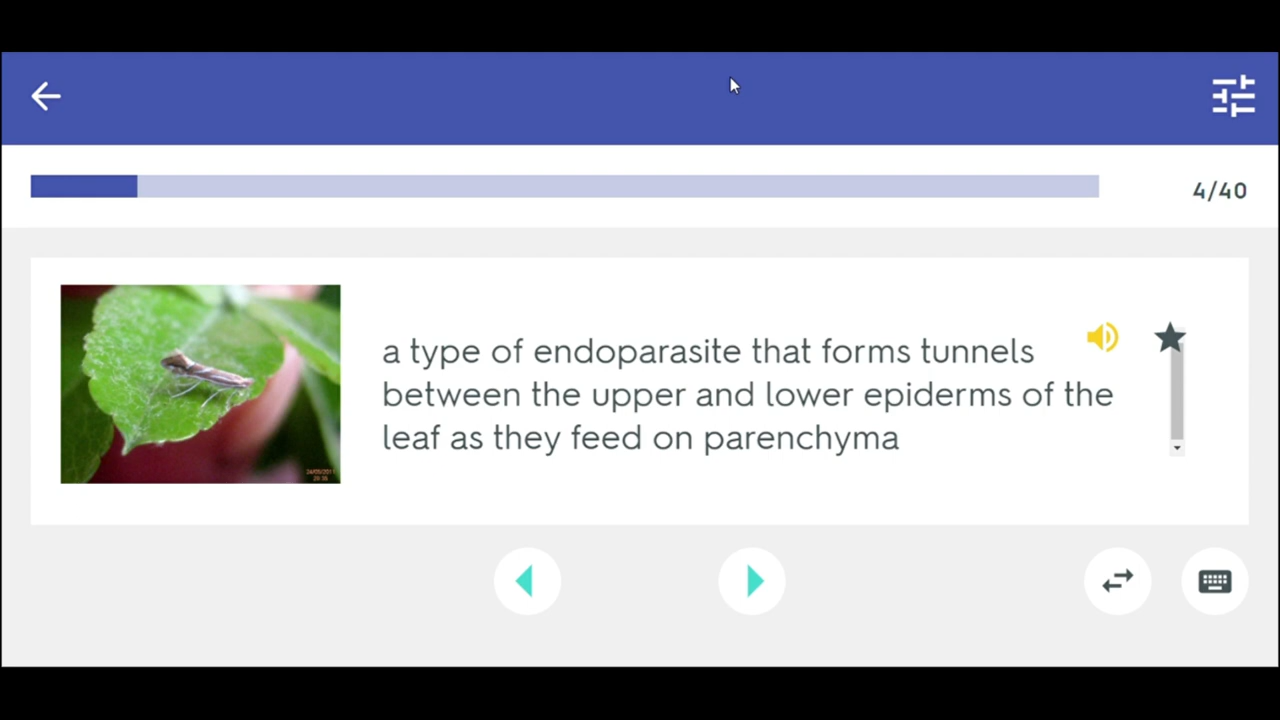 4/40
a type of endoparasite that forms tunnels
between the upper and lower epiderms of the
leaf as they feed on parenchyma